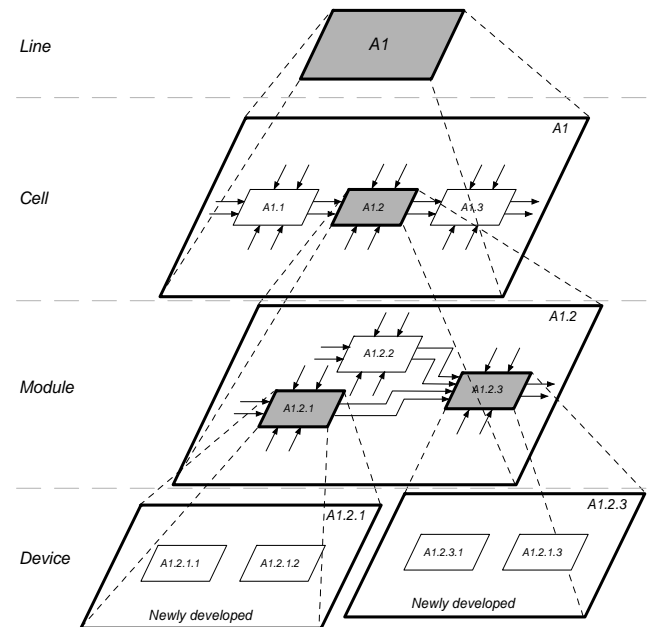 Line
A1
A1
Cell
A1.1
A1.2
A1.3
A1.2
Module
A1.2.2
A1.2.1
A1.2.3
A1.2.1
A1.2.3
Device
A1.2.1.1
A1.2.1.2
A1.2.3.1
A1.2.1.3
Newly developed
Newly developed